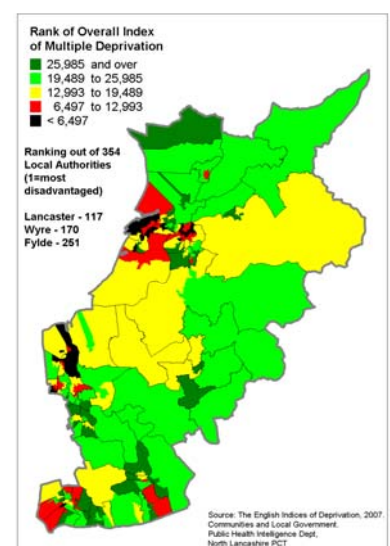 Rank of Overall Index
of Multiple Deprivation
25,985 and over
19,489 to 25,985
12,993 to 19,489
6,497 to 12,993
< 6,497
Ranking out of 354
Local Authorities
(1=most
disadvantaged)
Lancaster - 117
Wyre - 170
Fylde - 251
Source: The English Indices of Deprivation, 2007.
Communities and Local Government.
Public Health Intelligence Dept,
North Lancashire PCT